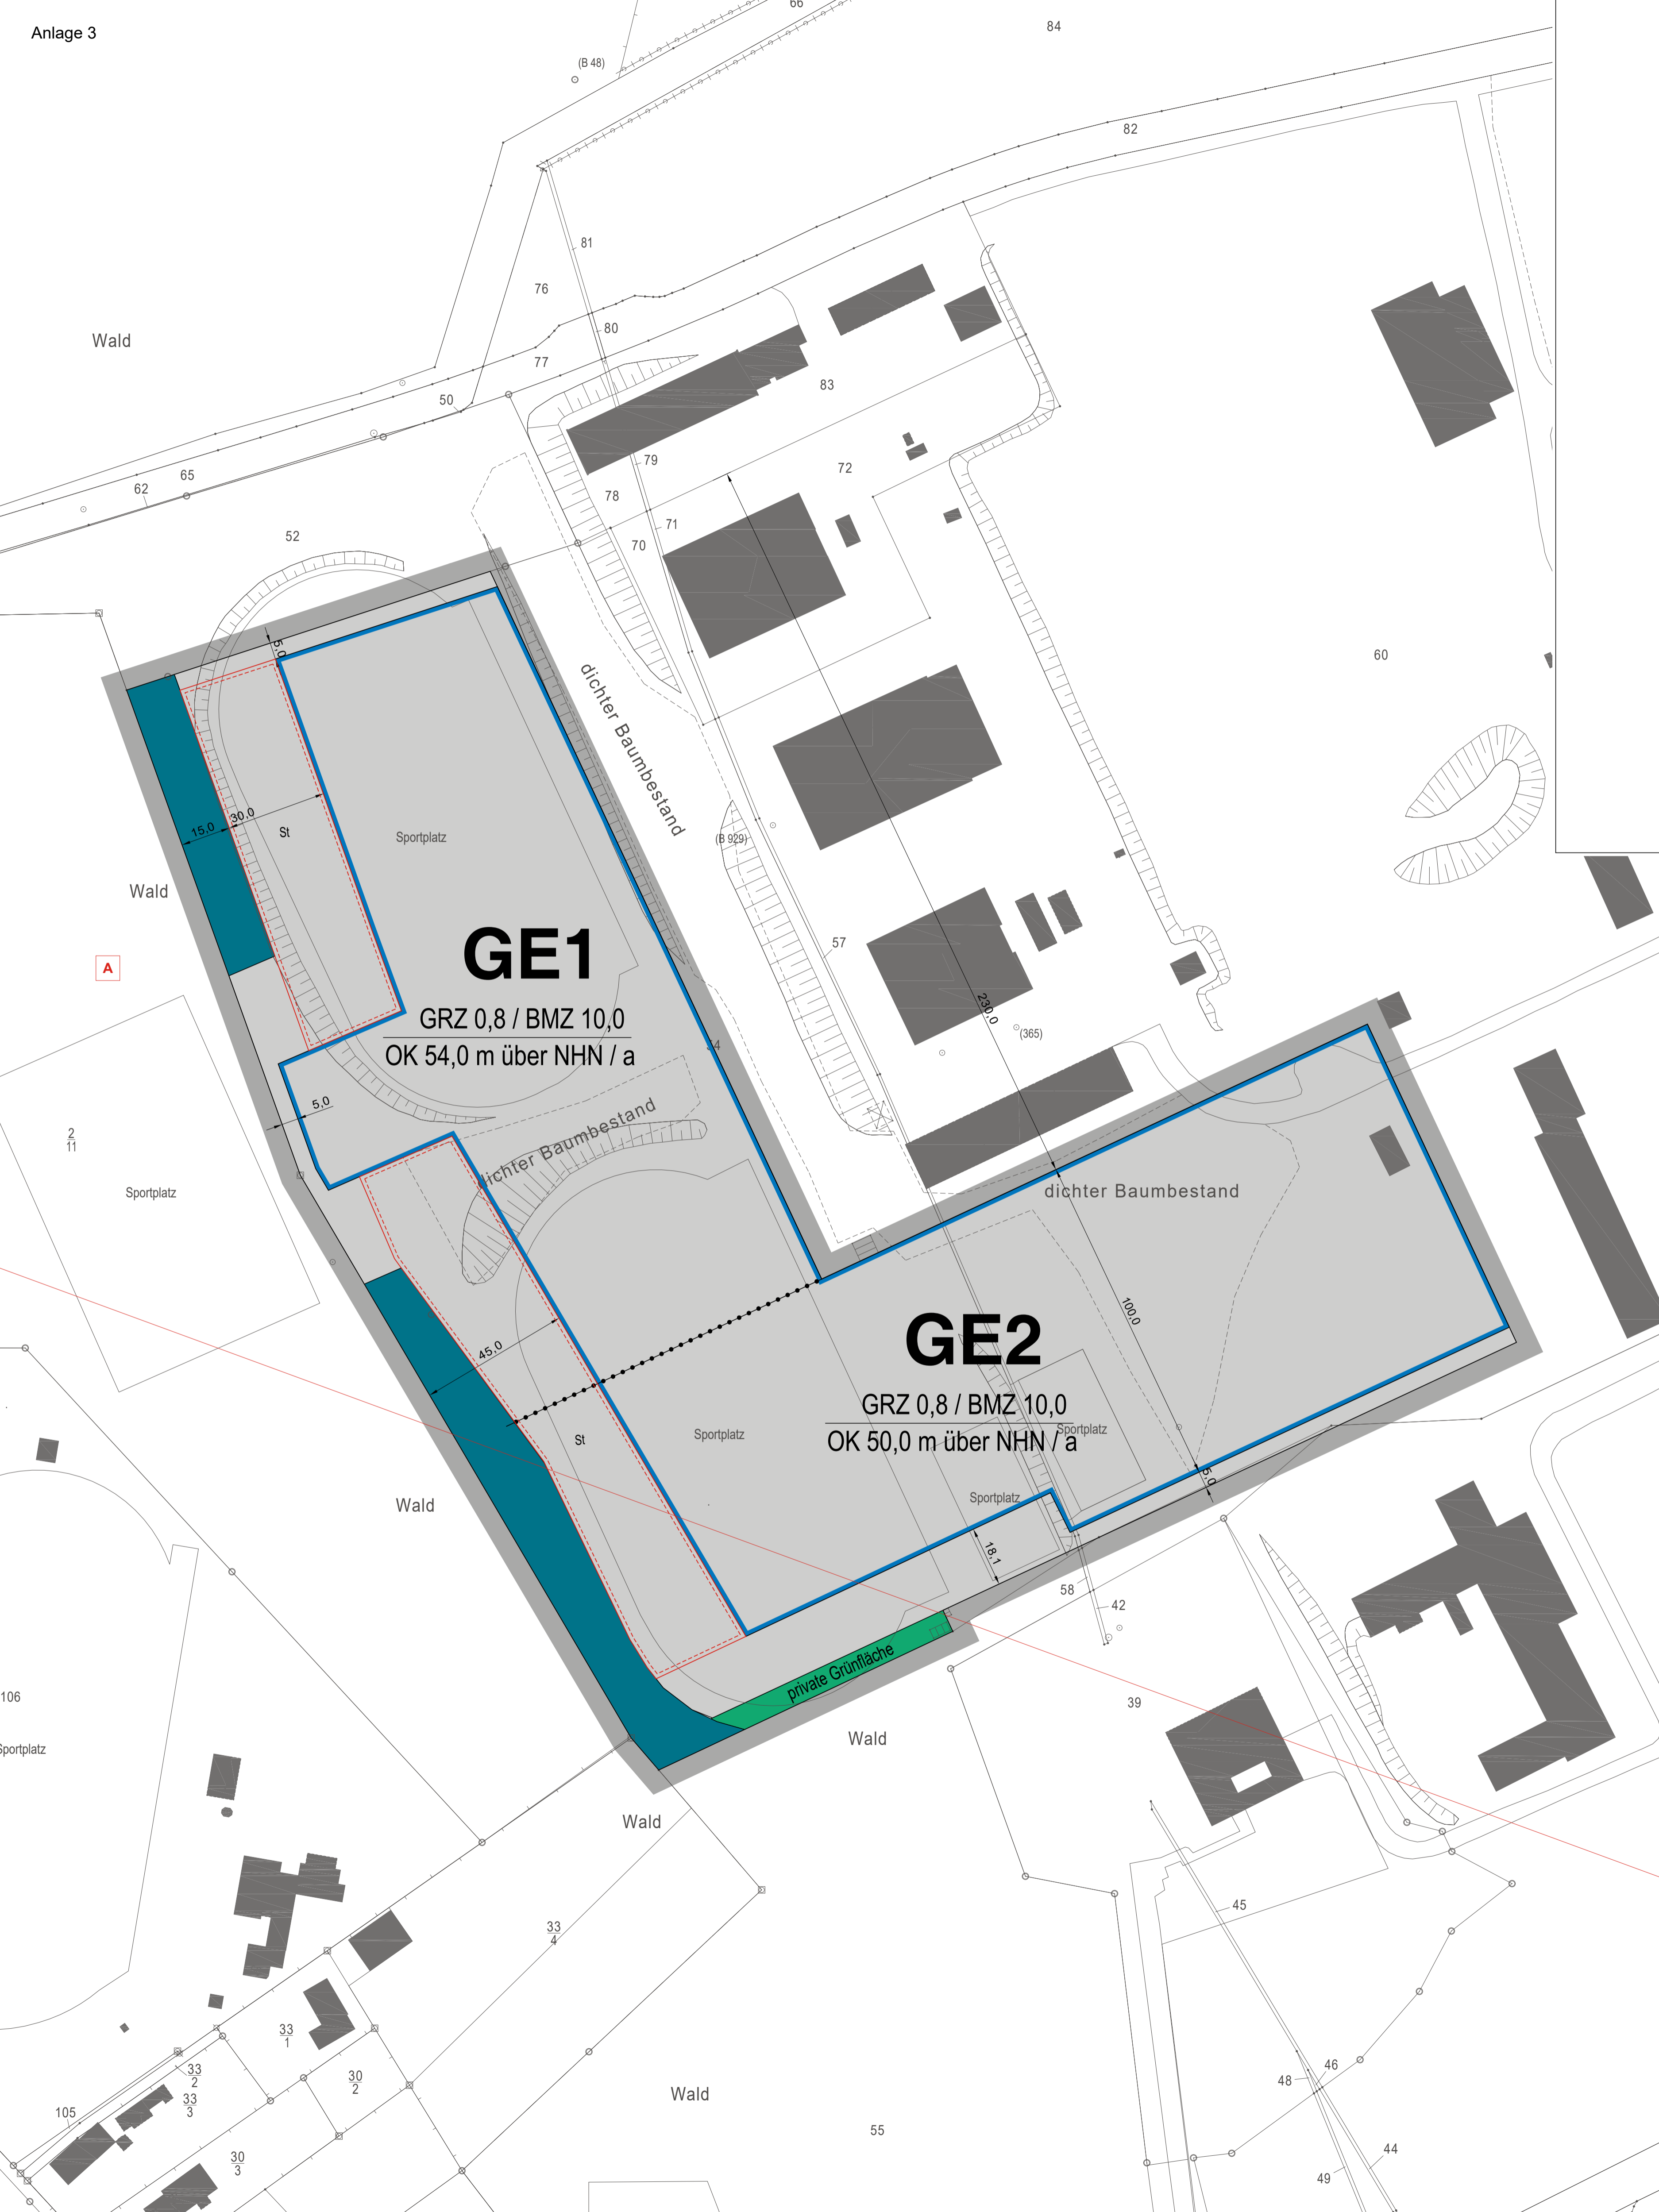 Anlage 3
66
84
(B 48)
82
81
76
80
77
Wald
83
50
79
72
65
62
78
71
70
52
5,0
dichter Baumbestand
60
15,0
30,0
St
Sportplatz
(B 929)
Wald
GE1
57
A
GRZ 0,8 / BMZ 10,0
OK 54,0 m über NHN / a
230,0
(365)
54
5,0
dichter Baumbestand
2
11
Sportplatz
dichter Baumbestand
100,0
GE2
45,0
GRZ 0,8 / BMZ 10,0
OK 50,0 m über NHN / a
Sportplatz
Sportplatz
St
5,0
Sportplatz
Wald
18,1
58
42
private Grünfläche
106
39
Wald
Sportplatz
Wald
45
33
4
33
1
33
2
30
2
33
3
46
48
Wald
105
55
30
3
44
49